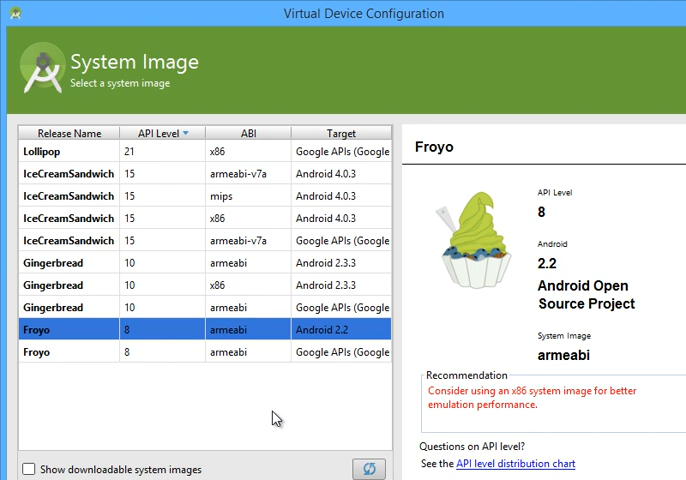 Virtual Device Configuration
System Image
Select a system image
Release Name API Level ABI Target
Lollipop 21 x86 Google APIs (Google
IceCreamSandwich 15 armeabi-v7a Android 4.0.3
IceCreamSandwich 15 mips Android 4.0.3
IceCreamSandwich 15 x86 Android 4.0.3
IceCreamSandwich 15 armeabi-v7a Google APIs (Google
Gingerbread 10 armeabi Android 2.3.3
Gingerbread 10 x86 Android 2.3.3
Gingerbread 10 armeabi Google APIs (Google
Froyo 8 armeabi Android 2.2
Froyo 8 armeabi Google APIs (Google
Show downloadable system images
Froyo
API Level
8
Android
2.2
Android Open
Source Project
System Image
armeabi
Recommendation
Consider using an x86 system image for better
emulation performance.
Questions on API level?
See the API level distribution chart